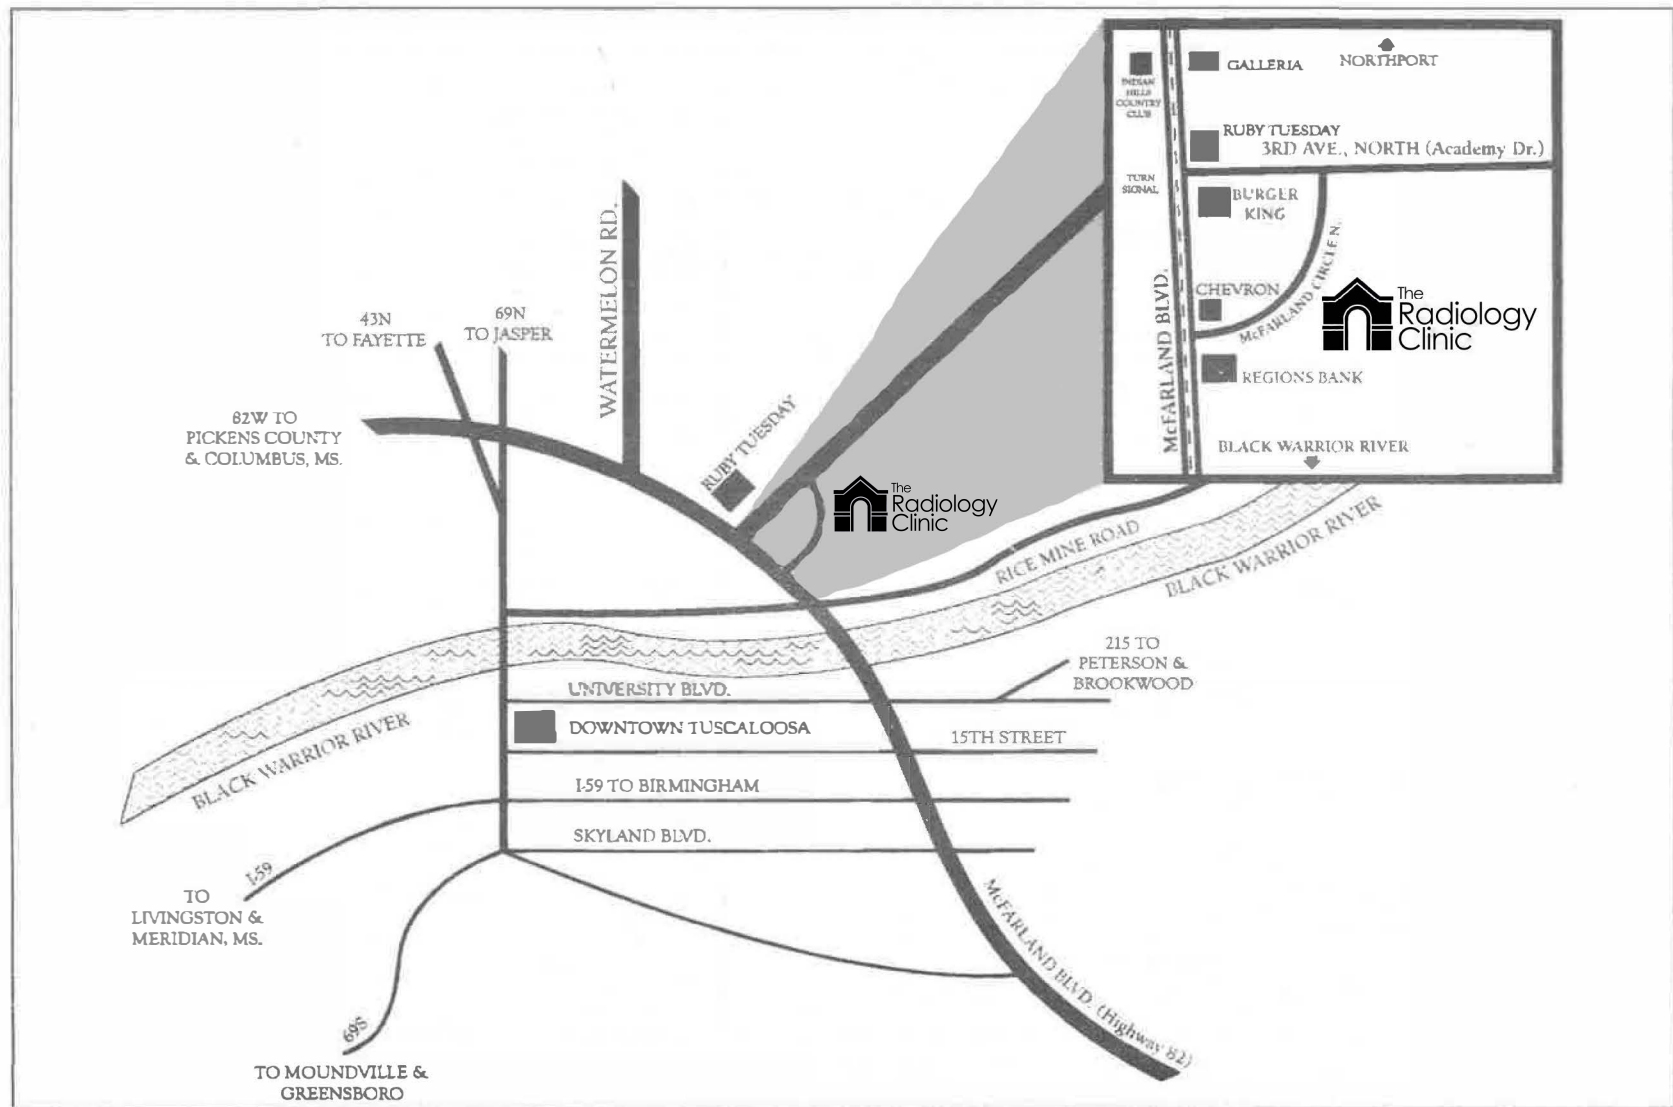 GALLERIA
NORTHPORT
INDIAN
HILLS
COUNTRY
CLUB
RUBY TUESDAY
3RD AVE., NORTH (Academy Dr.)
TURN
SIGNAL
BURGER
KING
McFARLAND CIRCLE N.
CHEVRON
McFARLAND BLVD.
The
Radiology
Clinic
REGIONS BANK
BLACK WARRIOR RIVER
WATERMELON RD.
43N
TO FAYETTE
69N
TO JASPER
82W TO
PICKENS COUNTY
& COLUMBUS, MS.
RUBY TUESDAY
The
Radiology
Clinic
RICE MINE ROAD
BLACK WARRIOR RIVER
215 TO
PETERSON &
BROOKWOOD
UNIVERSITY BLVD.
DOWNTOWN TUSCALOOSA
15TH STREET
BLACK WARRIOR RIVER
I-59 TO BIRMINGHAM
SKYLAND BLVD.
I-59
TO
LIVINGSTON &
MERIDIAN, MS.
McFARLAND BLVD. (Highway 82)
69S
TO MOUNDVILLE &
GREENSBORO